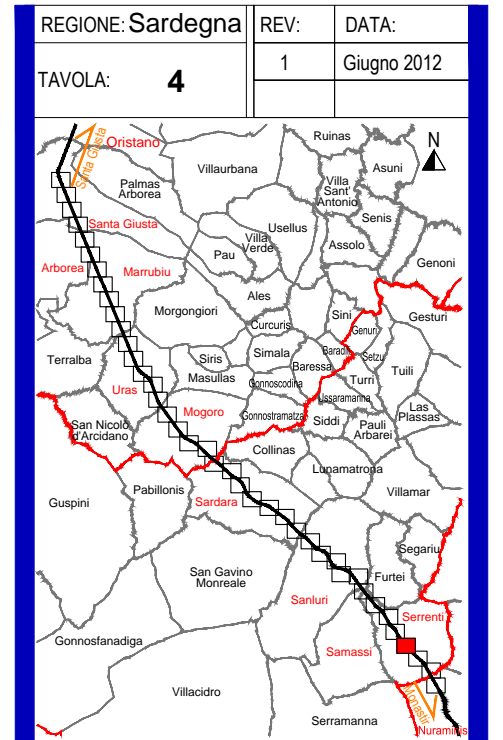 REGIONE: Sardegna
REV:
DATA:
TAVOLA: 4
1
Giugno 2012
N
Santa Giusta
Oristano
Ruinas
Villaurbana
Asuni
Palmas
Arborea
Villa
Sant'
Antonio
Senis
Santa Giusta
Usellus
Villa
Verde
Assolo
Pau
Genoni
Arborea
Marrubiu
Ales
Morgongiori
Sini
Gesturi
Curcuris
Genuri
Terralba
Siris
Simala
Baradili
Setzu
Masullas
Baressa
Tuili
Uras
Gonnoscodina
Turri
Ussaramanna
Mogoro
Gonnostramatza
Siddi
Las
Plassas
San Nicolò
d'Arcidano
Pauli
Arbarei
Collinas
Lunamatrona
Pabillonis
Villamar
Guspini
Sardara
Segariu
San Gavino
Monreale
Furtei
Sanluri
Serrenti
Gonnosfanadiga
Samassi
Villacidro
Monastir
Serramanna
Nuraminis